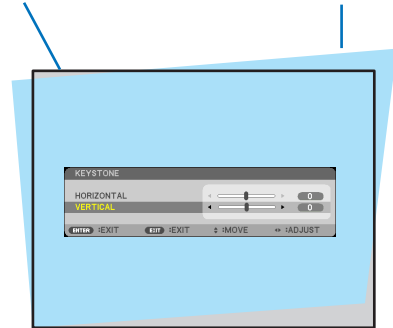 KEYSTONE
HORIZONTAL 0
VERTICAL 0
ENTER :EXIT EXIT :EXIT :MOVE :ADJUST